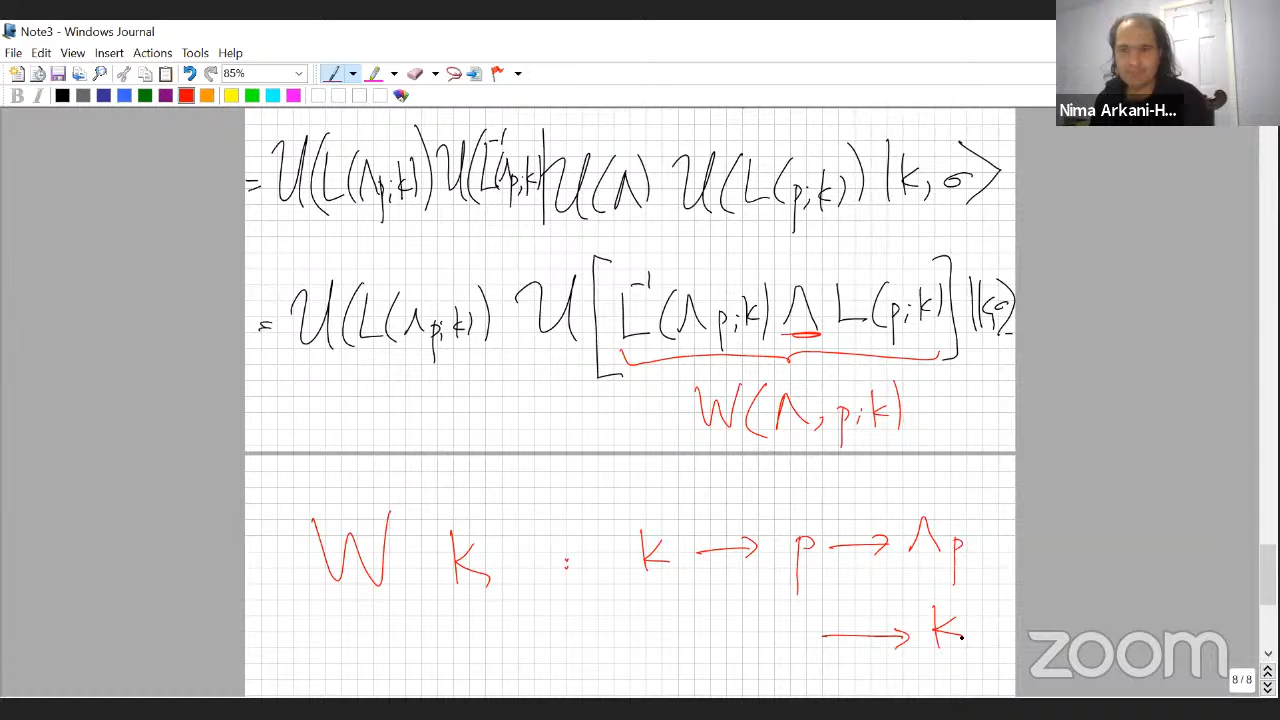 Note3 - Windows Journal
File Edit View Insert Actions Tools Help
85%
B I
Nima Arkani-H...
= U(L(Λp;k)) U(L⁻¹(Λp;k)) U(Λ) U(L(p;k)) |k, σ⟩
= U(L(Λp;k)) U[L⁻¹(Λp;k) Λ L(p;k)] |k,σ⟩
W(Λ, p;k)
W k : k → p → Λp
→ k
zoom
8 / 8